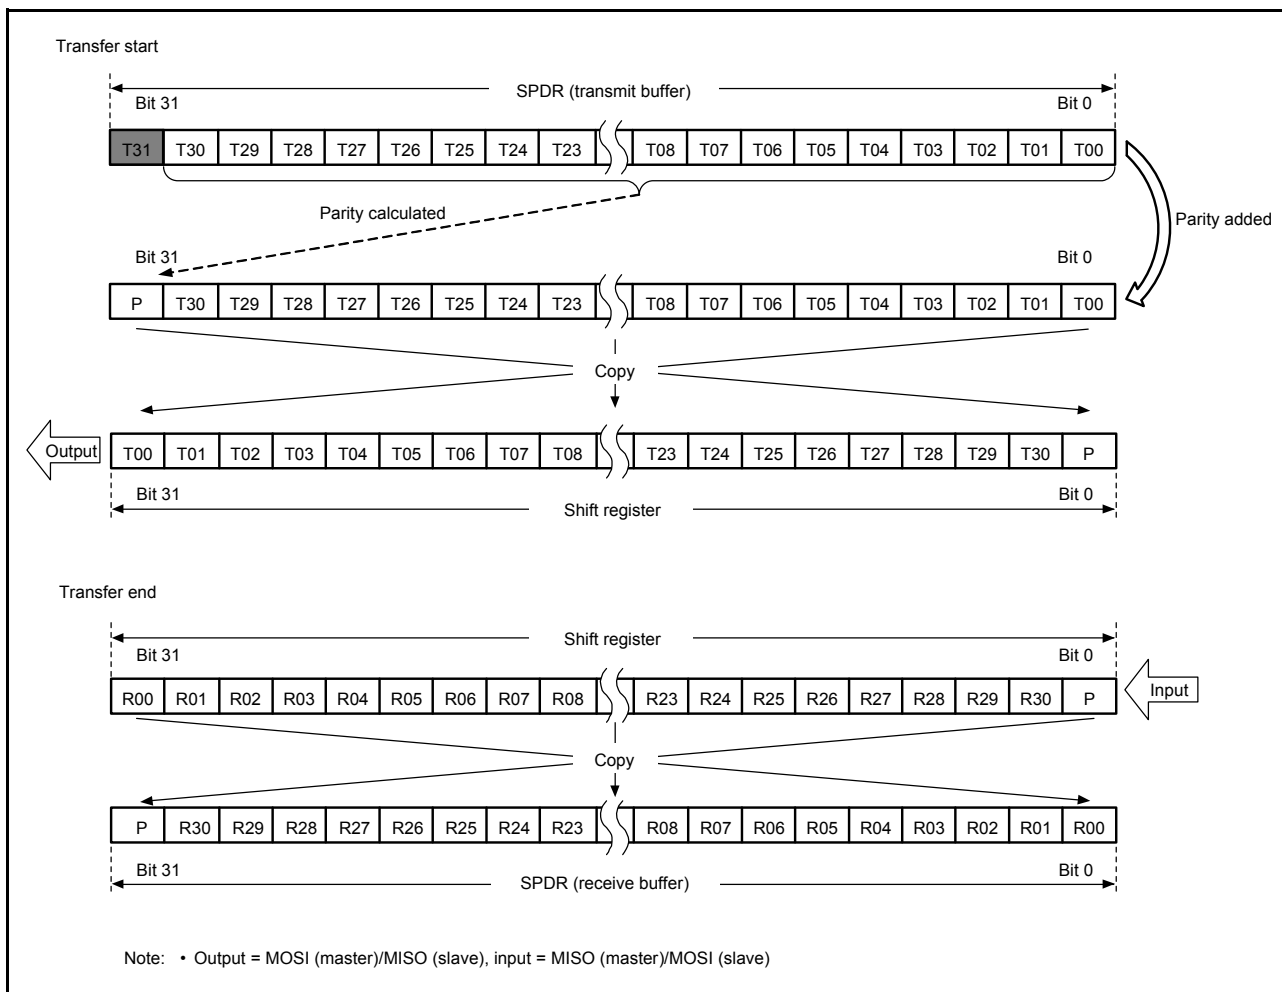 Transfer start
SPDR (transmit buffer)
Bit 31 Bit 0
T31 T30 T29 T28 T27 T26 T25 T24 T23 T08 T07 T06 T05 T04 T03 T02 T01 T00
Parity calculated
Parity added
Bit 31 Bit 0
P T30 T29 T28 T27 T26 T25 T24 T23 T08 T07 T06 T05 T04 T03 T02 T01 T00
Copy
Output
T00 T01 T02 T03 T04 T05 T06 T07 T08 T23 T24 T25 T26 T27 T28 T29 T30 P
Bit 31 Bit 0
Shift register
Transfer end
Shift register
Bit 31 Bit 0
R00 R01 R02 R03 R04 R05 R06 R07 R08 R23 R24 R25 R26 R27 R28 R29 R30 P
Input
Copy
P R30 R29 R28 R27 R26 R25 R24 R23 R08 R07 R06 R05 R04 R03 R02 R01 R00
Bit 31 Bit 0
SPDR (receive buffer)
Note: • Output = MOSI (master)/MISO (slave), input = MISO (master)/MOSI (slave)